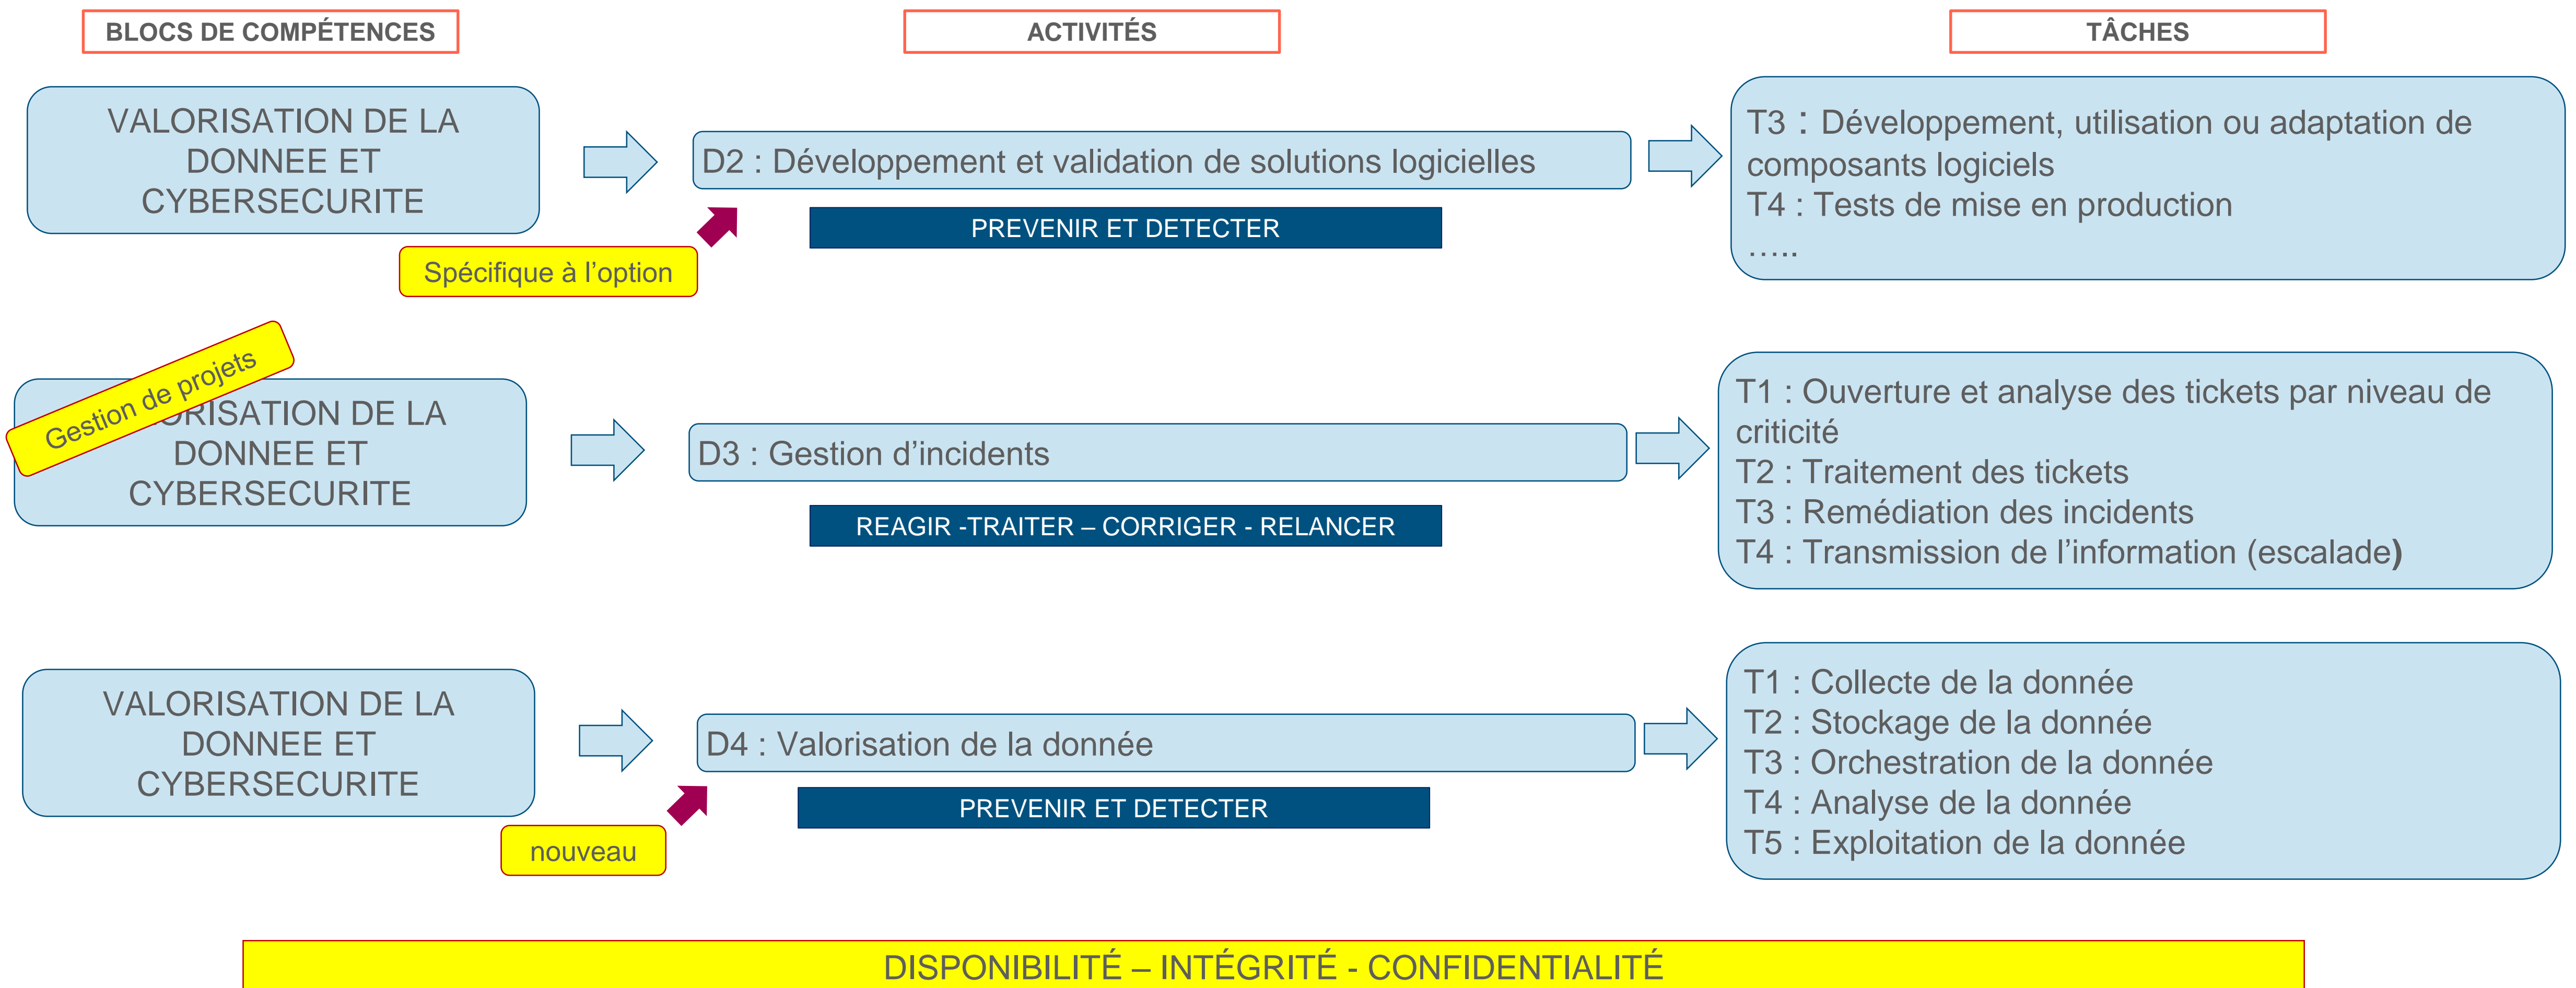 BLOCS DE COMPÉTENCES
ACTIVITÉS
TÂCHES
VALORISATION DE LA
DONNEE ET
CYBERSECURITE
D2 : Développement et validation de solutions logicielles
PREVENIR ET DETECTER
Spécifique à l’option
T3 : Développement, utilisation ou adaptation de
composants logiciels
T4 : Tests de mise en production
…..
Gestion de projets
ORISATION DE LA
DONNEE ET
CYBERSECURITE
D3 : Gestion d’incidents
REAGIR -TRAITER – CORRIGER - RELANCER
T1 : Ouverture et analyse des tickets par niveau de
criticité
T2 : Traitement des tickets
T3 : Remédiation des incidents
T4 : Transmission de l’information (escalade)
VALORISATION DE LA
DONNEE ET
CYBERSECURITE
D4 : Valorisation de la donnée
PREVENIR ET DETECTER
nouveau
T1 : Collecte de la donnée
T2 : Stockage de la donnée
T3 : Orchestration de la donnée
T4 : Analyse de la donnée
T5 : Exploitation de la donnée
DISPONIBILITÉ – INTÉGRITÉ - CONFIDENTIALITÉ